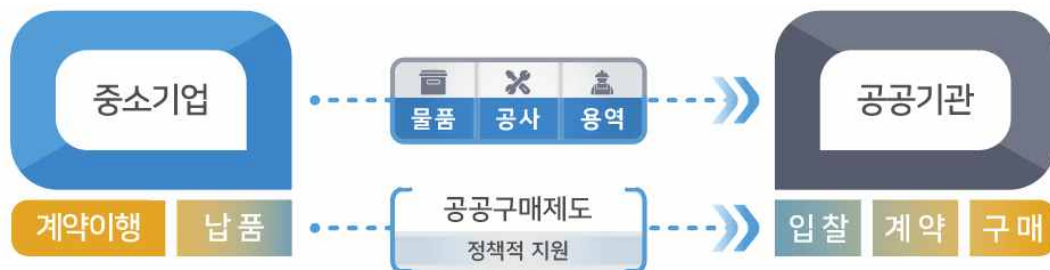 중소기업
물품 공사 용역
공공기관
계약이행 납품
공공구매제도
정책적 지원
입찰 계약 구매